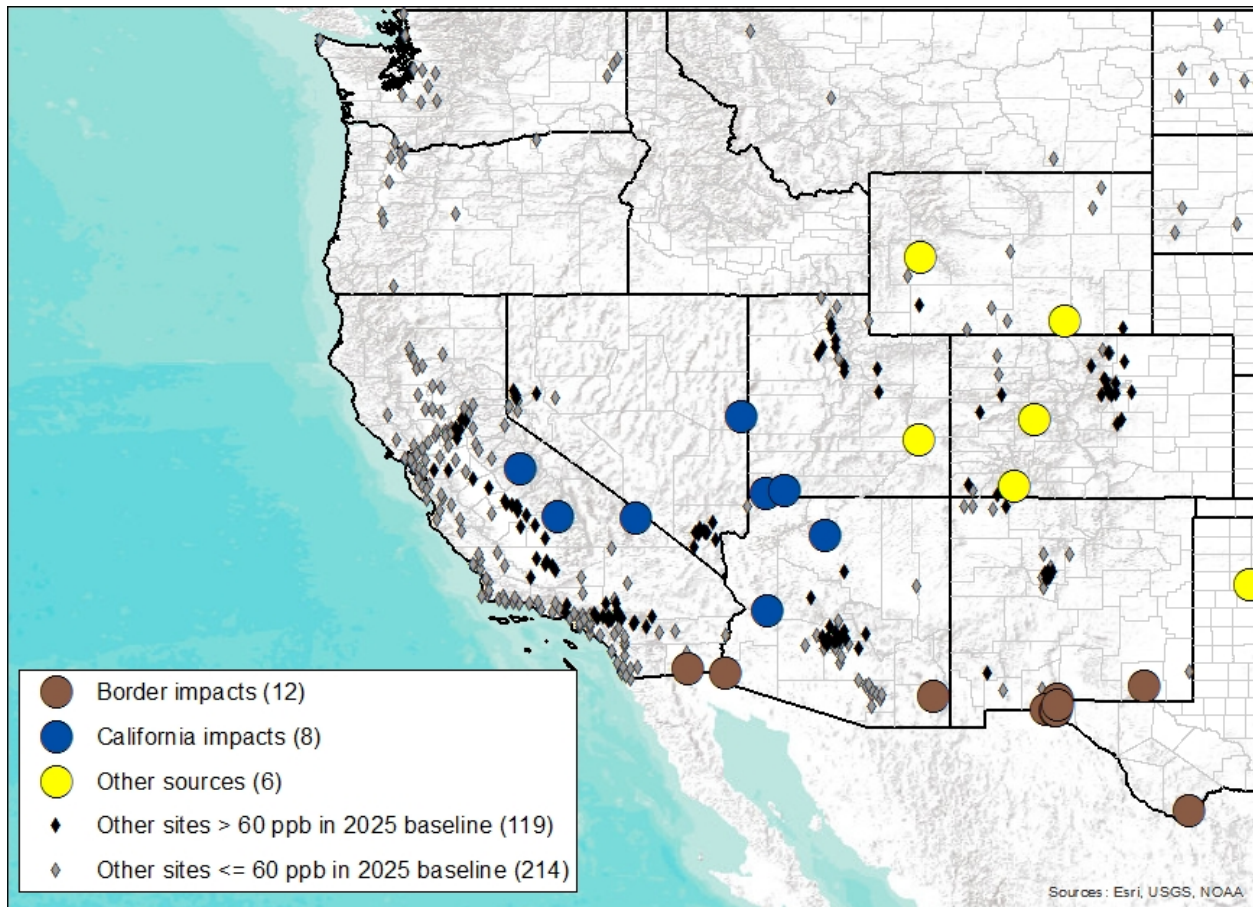 Border impacts (12)
California impacts (8)
Other sources (6)
Other sites > 60 ppb in 2025 baseline (119)
Other sites <= 60 ppb in 2025 baseline (214)
Sources: Esri, USGS, NOAA